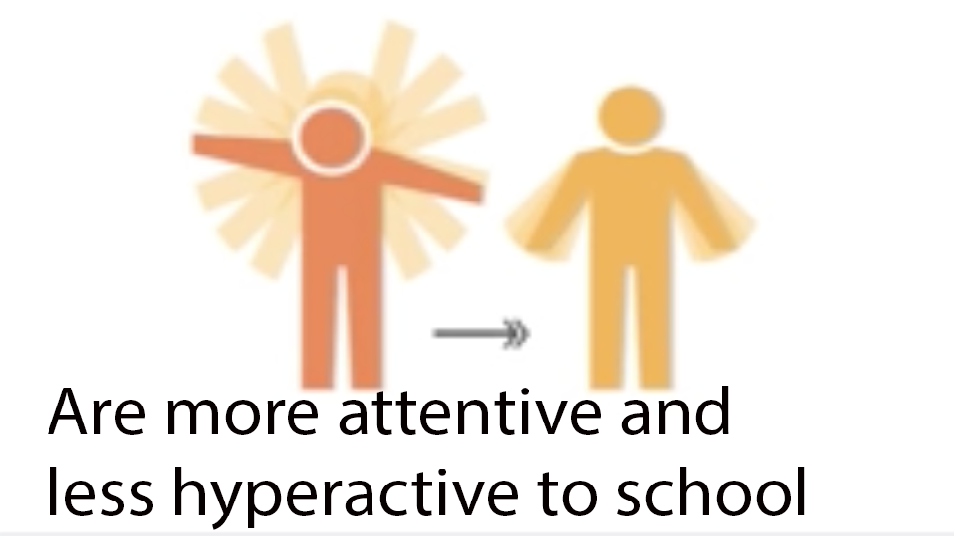 Are more attentive and
less hyperactive to school